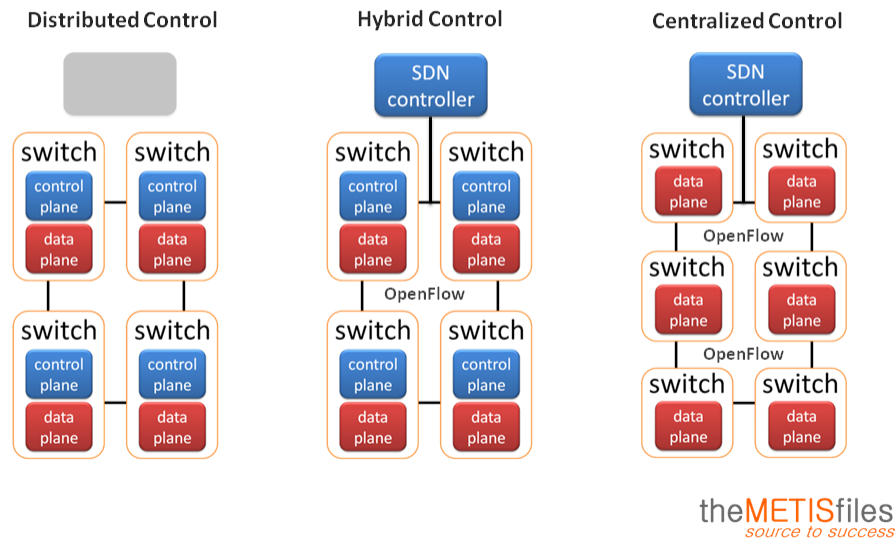 Distributed Control
switch
control
plane
data
plane
switch
control
plane
data
plane
switch
control
plane
data
plane
switch
control
plane
data
plane
Hybrid Control
SDN
controller
switch
control
plane
data
plane
switch
control
plane
data
plane
OpenFlow
switch
control
plane
data
plane
switch
control
plane
data
plane
Centralized Control
SDN
controller
switch
data
plane
switch
data
plane
OpenFlow
switch
data
plane
switch
data
plane
OpenFlow
switch
data
plane
switch
data
plane
theMETISfiles
source to success